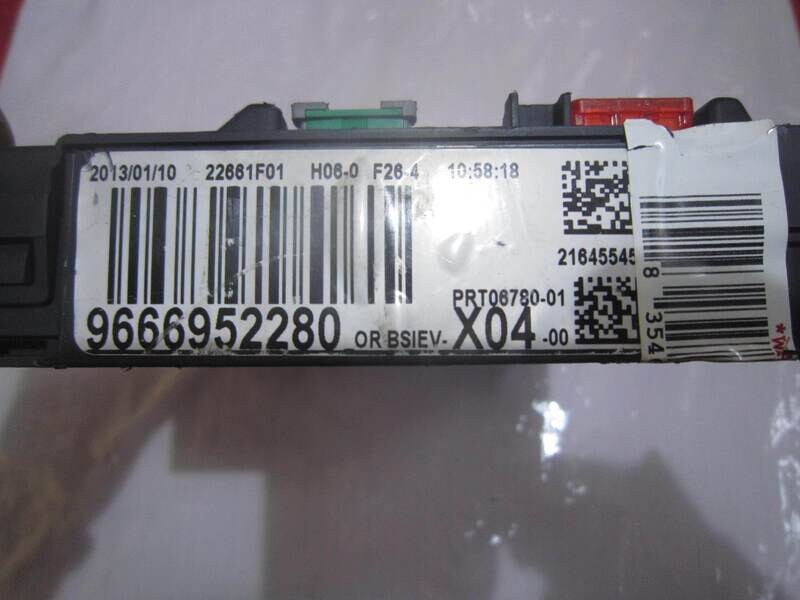 2013/01/10 22661F01 H06-0 F26 4 10:58:18
21645545
PRT06780-01
9666952280 OR BSIEV- X04 -00
8 354